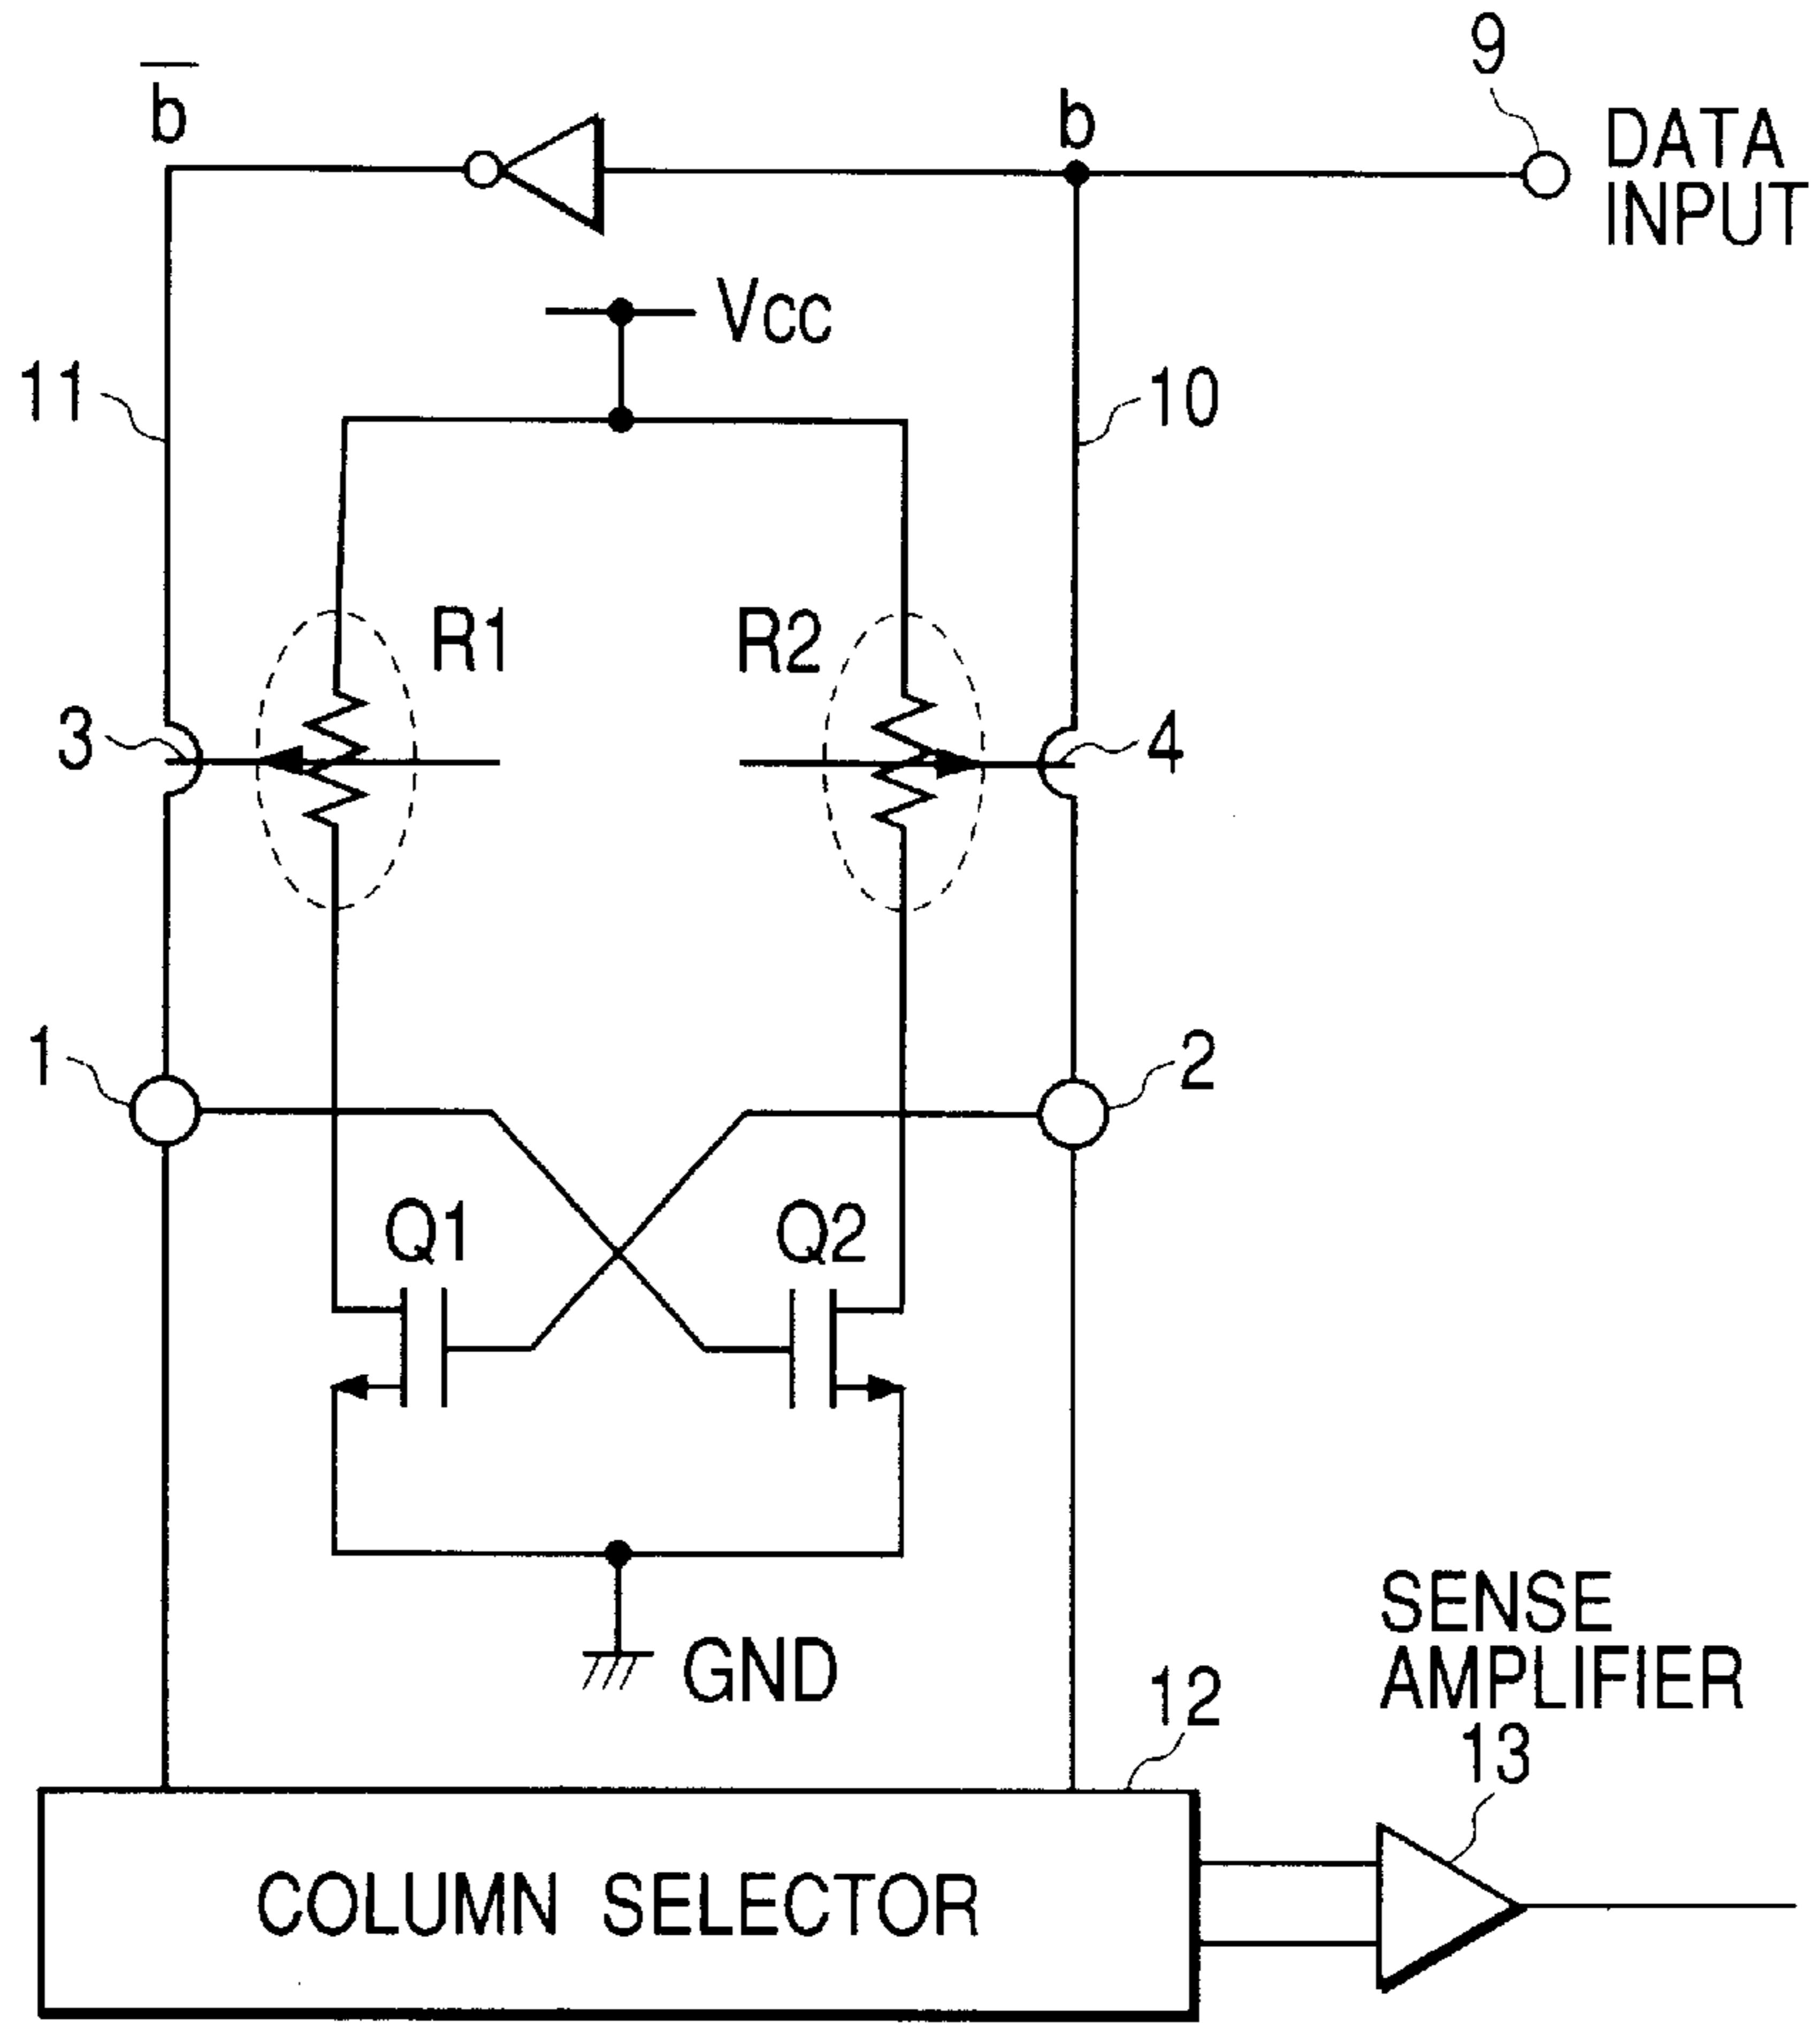 9
b̅
b
DATA
INPUT
Vcc
11
10
R1
R2
3
4
1
2
Q1
Q2
GND
SENSE
AMPLIFIER
12
13
COLUMN SELECTOR